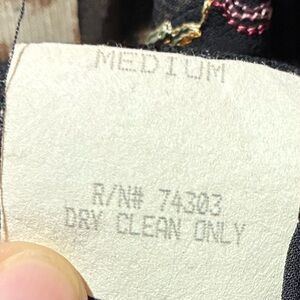 MEDIUM
R/N# 74303
DRY CLEAN ONLY